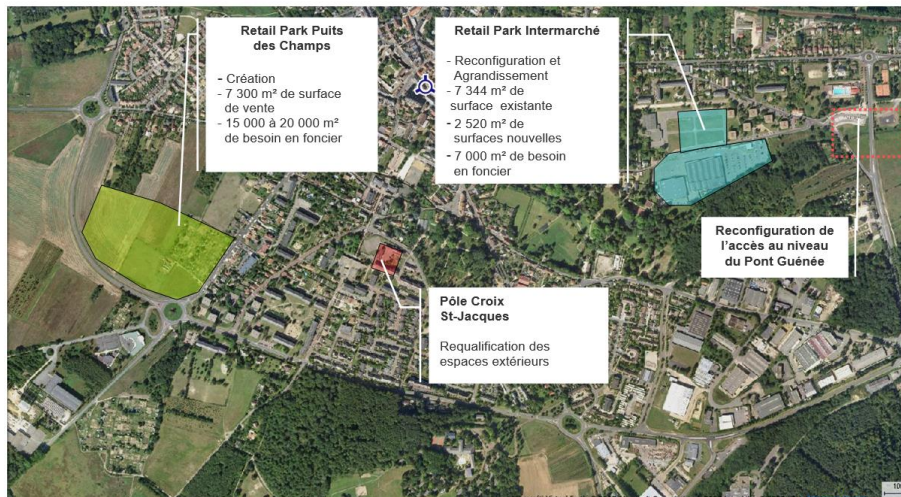 Retail Park Puits
des Champs
- Création
- 7 300 m² de surface
de vente
- 15 000 à 20 000 m²
de besoin en foncier
Retail Park Intermarché
- Reconfiguration et
Agrandissement
- 7 344 m² de
surface existante
- 2 520 m² de
surfaces nouvelles
- 7 000 m² de besoin
en foncier
Reconfiguration de
l'accès au niveau
du Pont Guénée
Pôle Croix
St-Jacques
Requalification des
espaces extérieurs